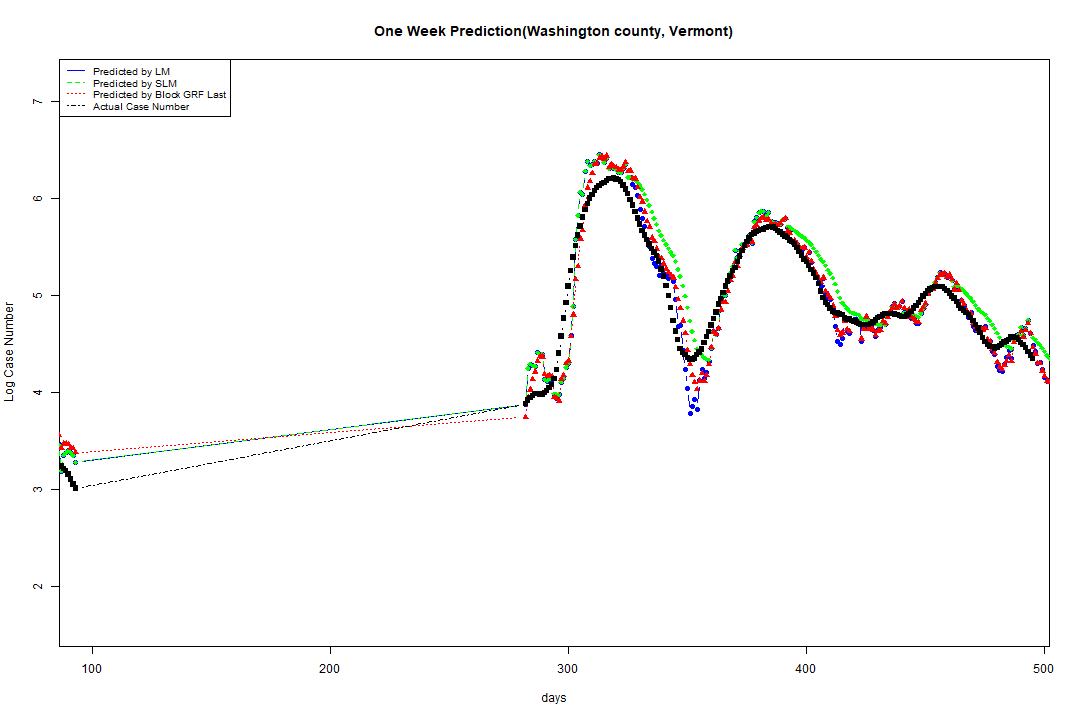 One Week Prediction(Washington county, Vermont)
Predicted by LM
Predicted by SLM
Predicted by Block GRF Last
Actual Case Number
7
6
5
4
3
2
Log Case Number
100 200 300 400 500
days